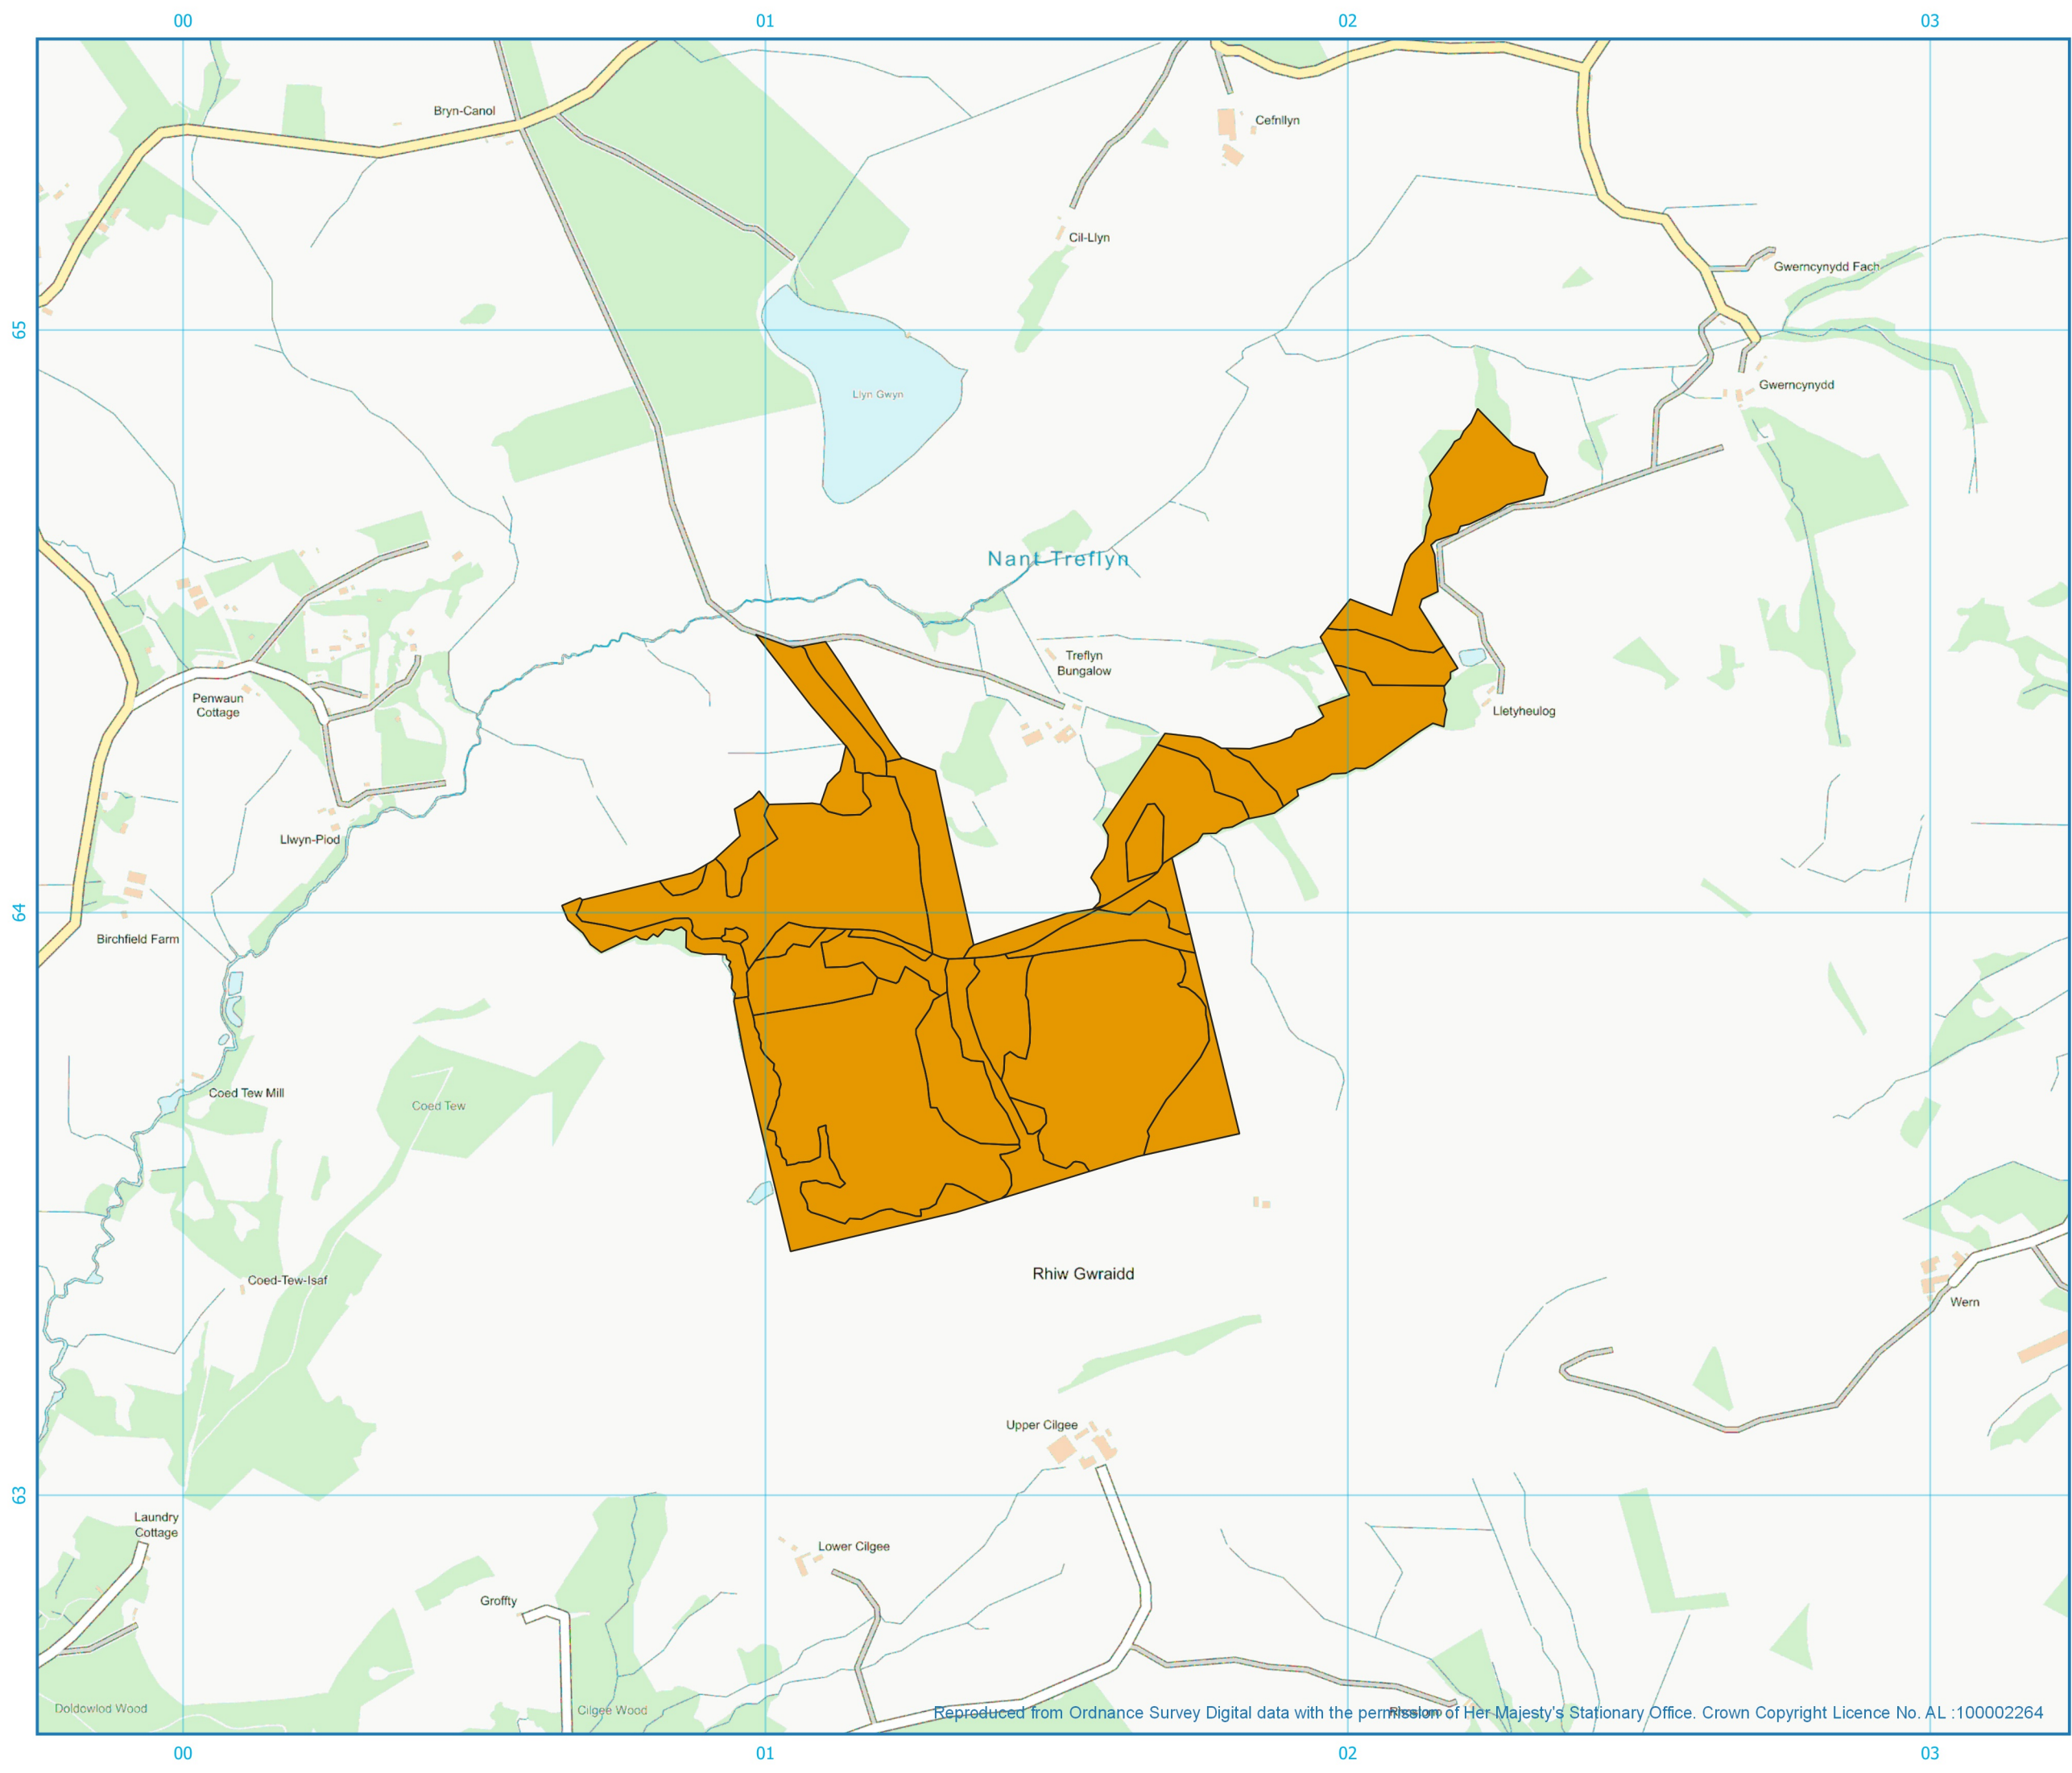 00 01 02 03
Bryn-Canol
Cefnllyn
Cil-Llyn
Gwerncynydd Fach
65
Gwerncynydd
Llyn Gwyn
Nant Treflyn
Treflyn
Bungalow
Penwaun
Cottage
Lletyheulog
Llwyn-Piod
64
Birchfield Farm
Coed Tew Mill
Coed Tew
Rhiw Gwraidd
Coed-Tew-Isaf
Wern
Upper Cilgee
63
Laundry
Cottage
Lower Cilgee
Groffty
Doldowlod Wood
Cilgee Wood
Reproduced from Ordnance Survey Digital data with the permission of Her Majesty's Stationary Office. Crown Copyright Licence No. AL :100002264
00 01 02 03